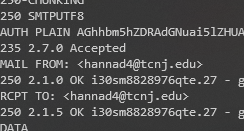 250-CHUNKING
250 SMTPUTF8
AUTH PLAIN
235 2.7.0 Accepted
MAIL FROM: <hannad4@tcnj.edu>
250 2.1.0 OK i30sm8828976qte.27 - g
RCPT TO: <hannad4@tcnj.edu>
250 2.1.5 OK i30sm8828976qte.27 - g
DATA